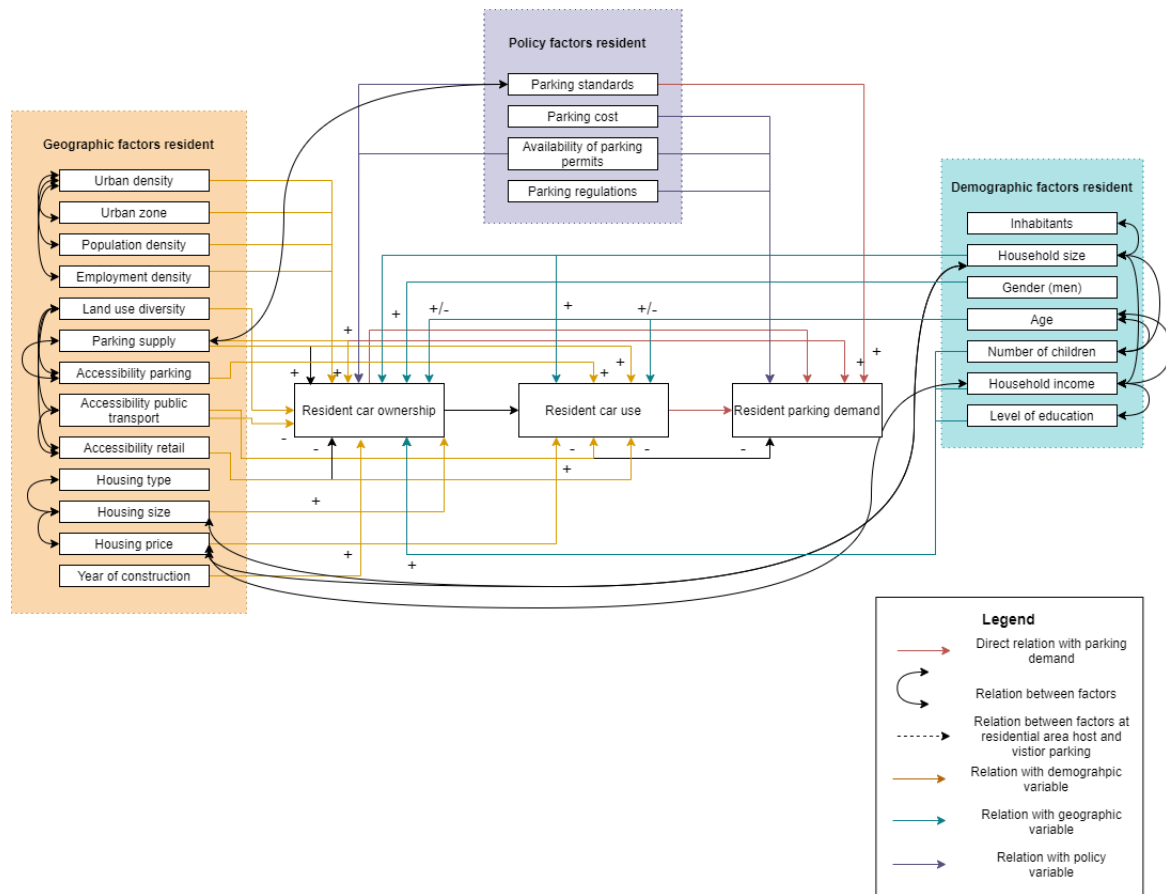 Policy factors resident
Parking standards
Parking cost
Availability of parking
permits
Parking regulations
Geographic factors resident
Urban density
Urban zone
Population density
Employment density
Land use diversity
Parking supply
Accessibility parking
Accessibility public
transport
Accessibility retail
Housing type
Housing size
Housing price
Year of construction
Demographic factors resident
Inhabitants
Household size
Gender (men)
Age
Number of children
Household income
Level of education
+
+
+/-
+
+/-
+
+
+
+
+
+
+
+
Resident car ownership
Resident car use
Resident parking demand
-
-
-
-
-
+
+
+
+
Legend
Direct relation with parking
demand
Relation between factors
Relation between factors at
residential area host and
vistior parking
Relation with demograhpic
variable
Relation with geographic
variable
Relation with policy
variable